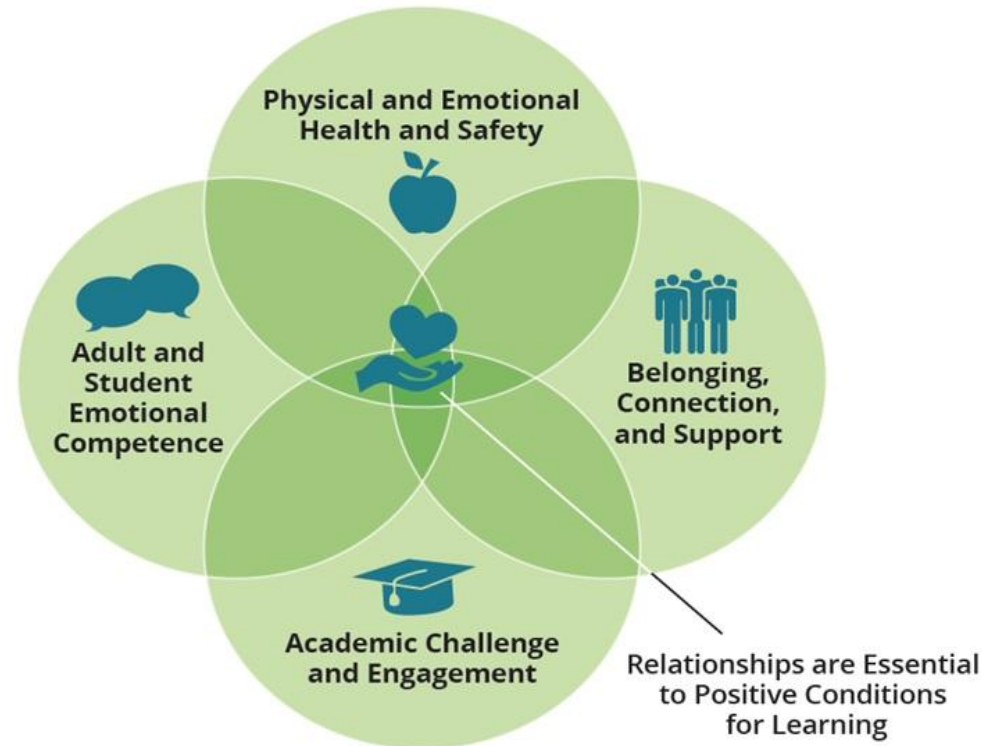 Physical and Emotional
Health and Safety
Adult and
Student
Emotional
Competence
Belonging,
Connection,
and Support
Academic Challenge
and Engagement
Relationships are Essential
to Positive Conditions
for Learning